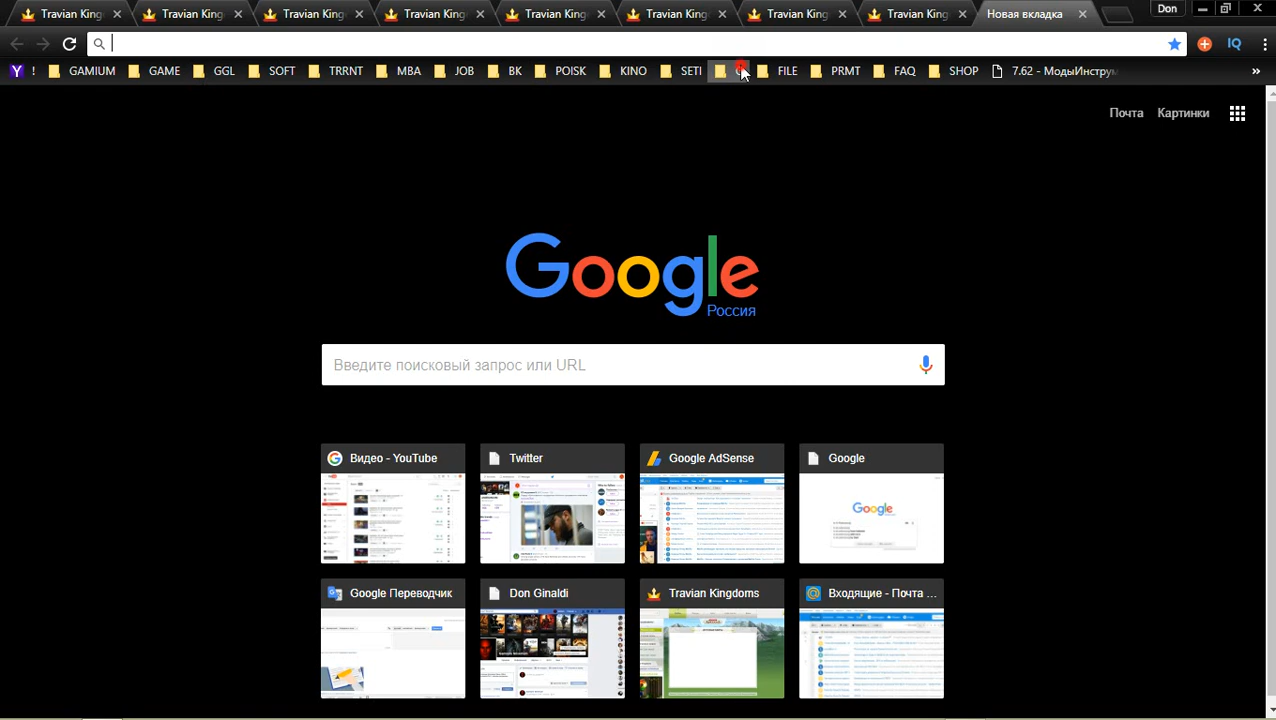 Travian King
Travian King
Travian King
Travian King
Travian King
Travian King
Travian King
Travian King
Новая вкладка
Don
!
GAMIUM
GAME
GGL
SOFT
TRRNT
MBA
JOB
BK
POISK
KINO
SETI
FILE
PRMT
FAQ
SHOP
7.62 - МодыИнструм
»
Почта
Картинки
Google
Россия
Введите поисковый запрос или URL
Видео - YouTube
Twitter
Google AdSense
Google
Google Переводчик
Don Ginaldi
Travian Kingdoms
Входящие - Почта ...